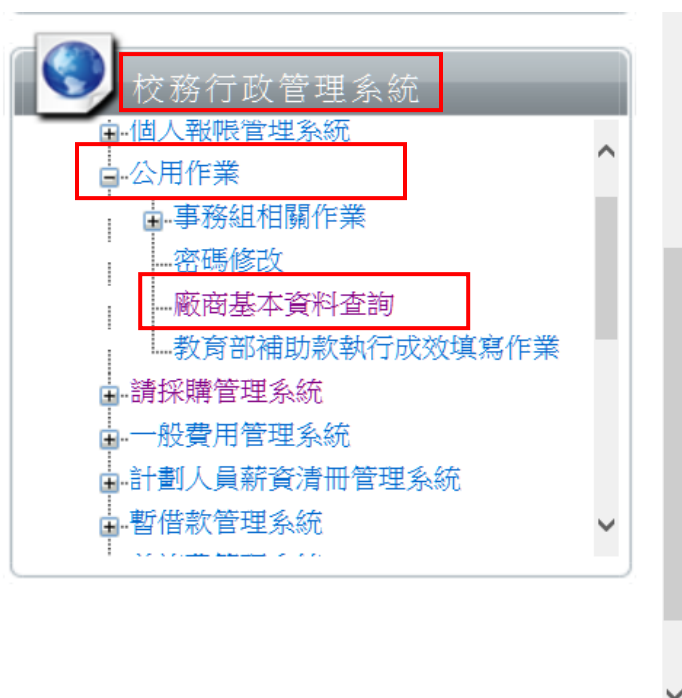 校務行政管理系統
個人報帳管理系統
公用作業
事務組相關作業
密碼修改
廠商基本資料查詢
教育部補助款執行成效填寫作業
請採購管理系統
一般費用管理系統
計劃人員薪資清冊管理系統
暫借款管理系統